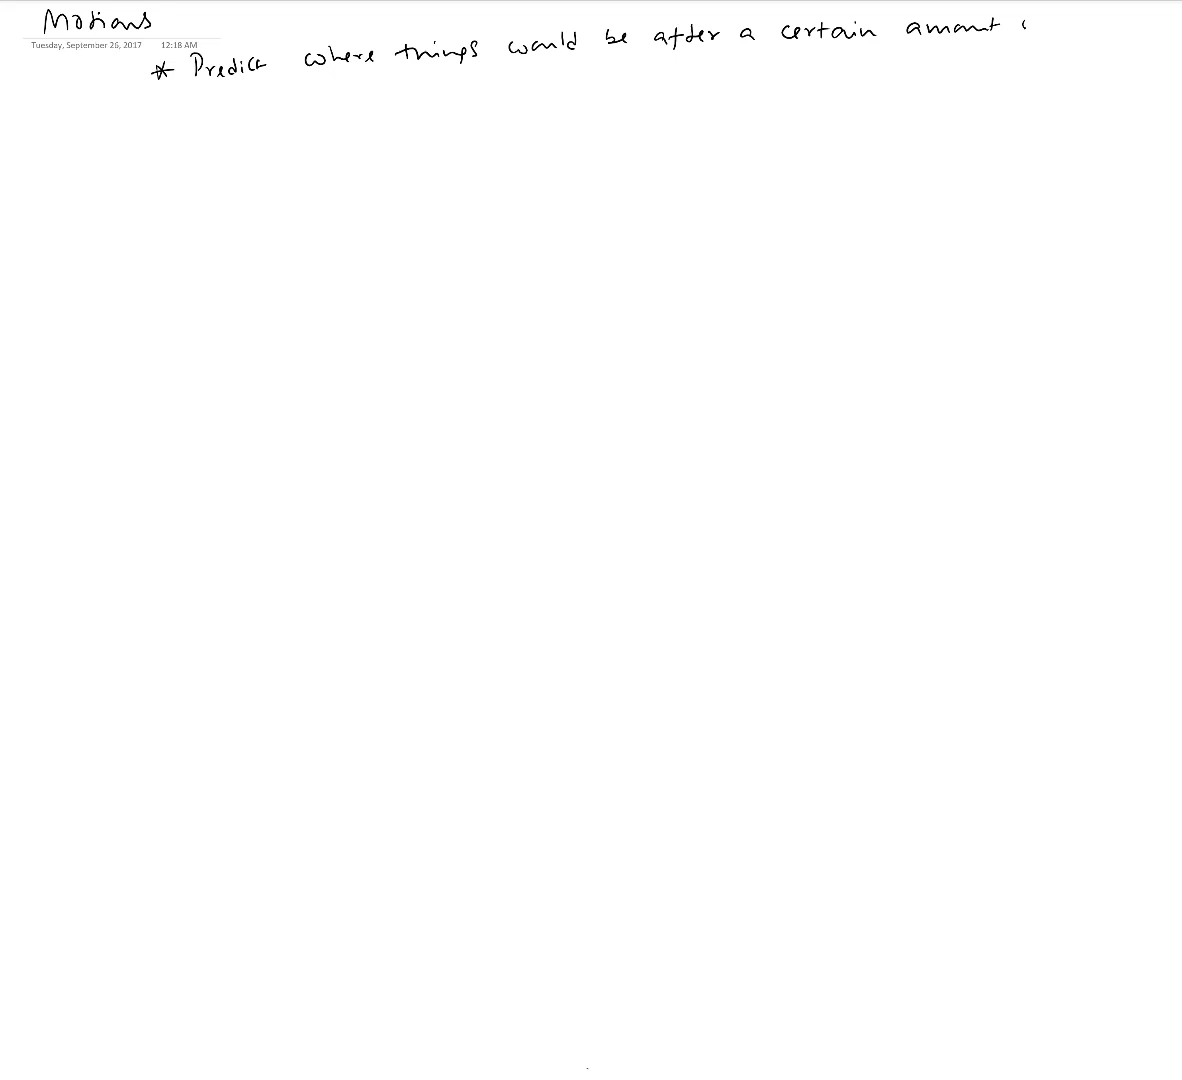 Motions
Tuesday, September 26, 2017 12:18 AM
* Predict where things would be after a certain amount